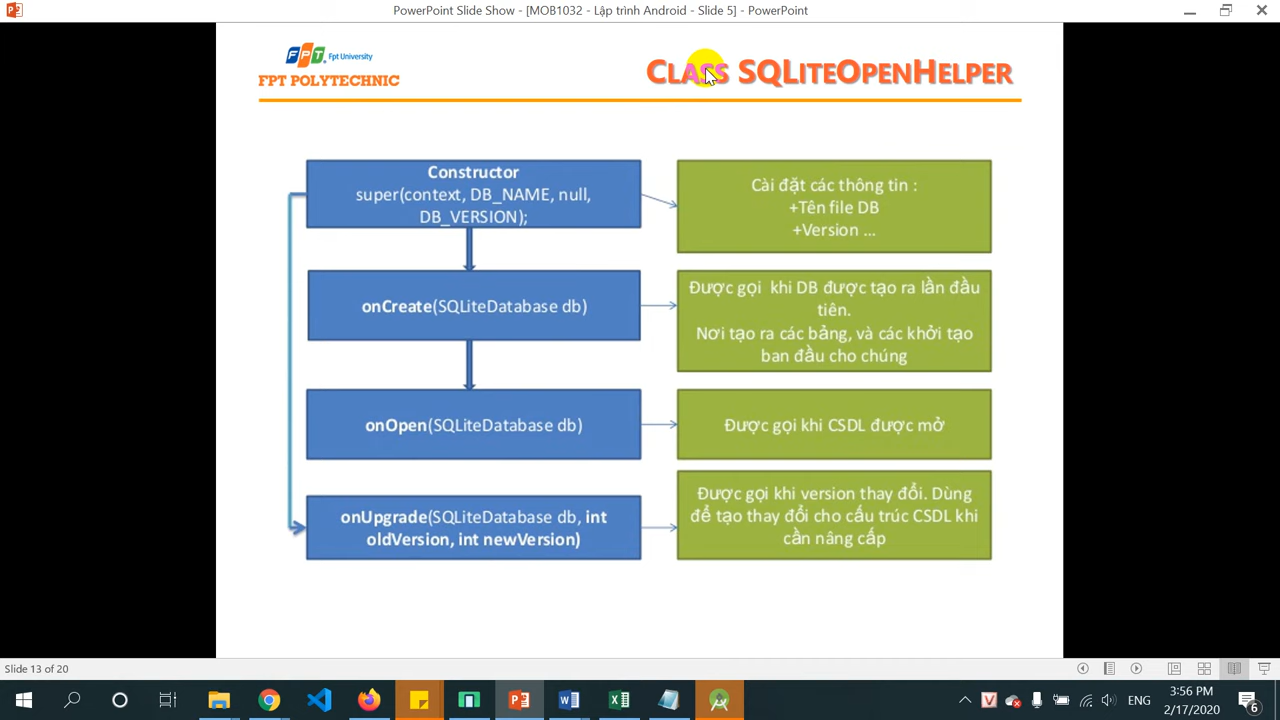 PowerPoint Slide Show - [MOB1032 - Lập trình Android - Slide 5] - PowerPoint
FPT. Fpt University
FPT POLYTECHNIC
CLASS SQLITEOPENHELPER
Constructor
super(context, DB_NAME, null,
DB_VERSION);
Cài đặt các thông tin :
+Tên file DB
+Version ...
onCreate(SQLiteDatabase db)
Được gọi khi DB được tạo ra lần đầu
tiên.
Nơi tạo ra các bảng, và các khởi tạo
ban đầu cho chúng
onOpen(SQLiteDatabase db)
Được gọi khi CSDL được mở
onUpgrade(SQLiteDatabase db, int
oldVersion, int newVersion)
Được gọi khi version thay đổi. Dùng
để tạo thay đổi cho cấu trúc CSDL khi
cần nâng cấp
Slide 13 of 20
ENG
3:56 PM
2/17/2020
6